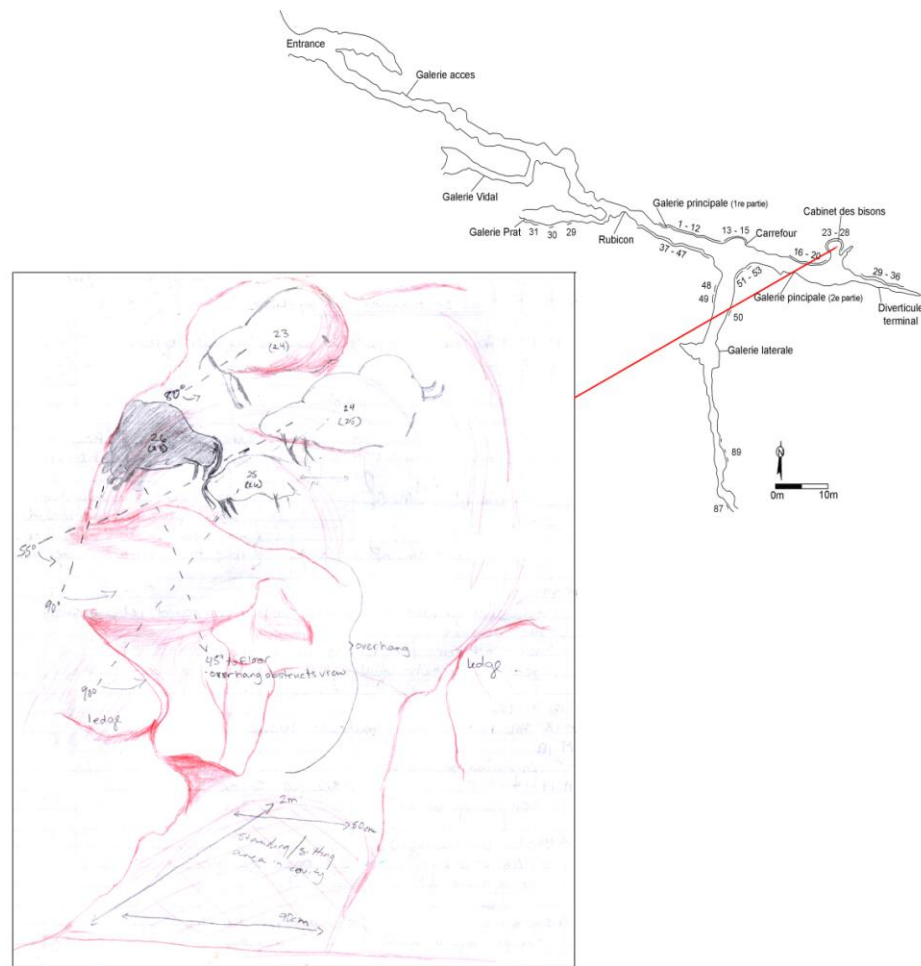 Entrance
Galerie acces
Galerie Vidal
Galerie Prat
31
30
29
Rubicon
Galerie principale (1re partie)
1 - 12
13 - 15
Carrefour
Cabinet des bisons
23 - 28
16 - 20
37 - 47
48
49
51 - 53
50
Galerie pincipale (2e partie)
29 - 36
Diverticule
terminal
Galerie laterale
89
87
N
0m
10m
23
(24)
80°
24
(25)
26
25
55°
90°
overhang
45° to floor
- overhang obstructs view
ledge
90°
ledge
2m
50cm
standing/sitting
area in cavity
90cm